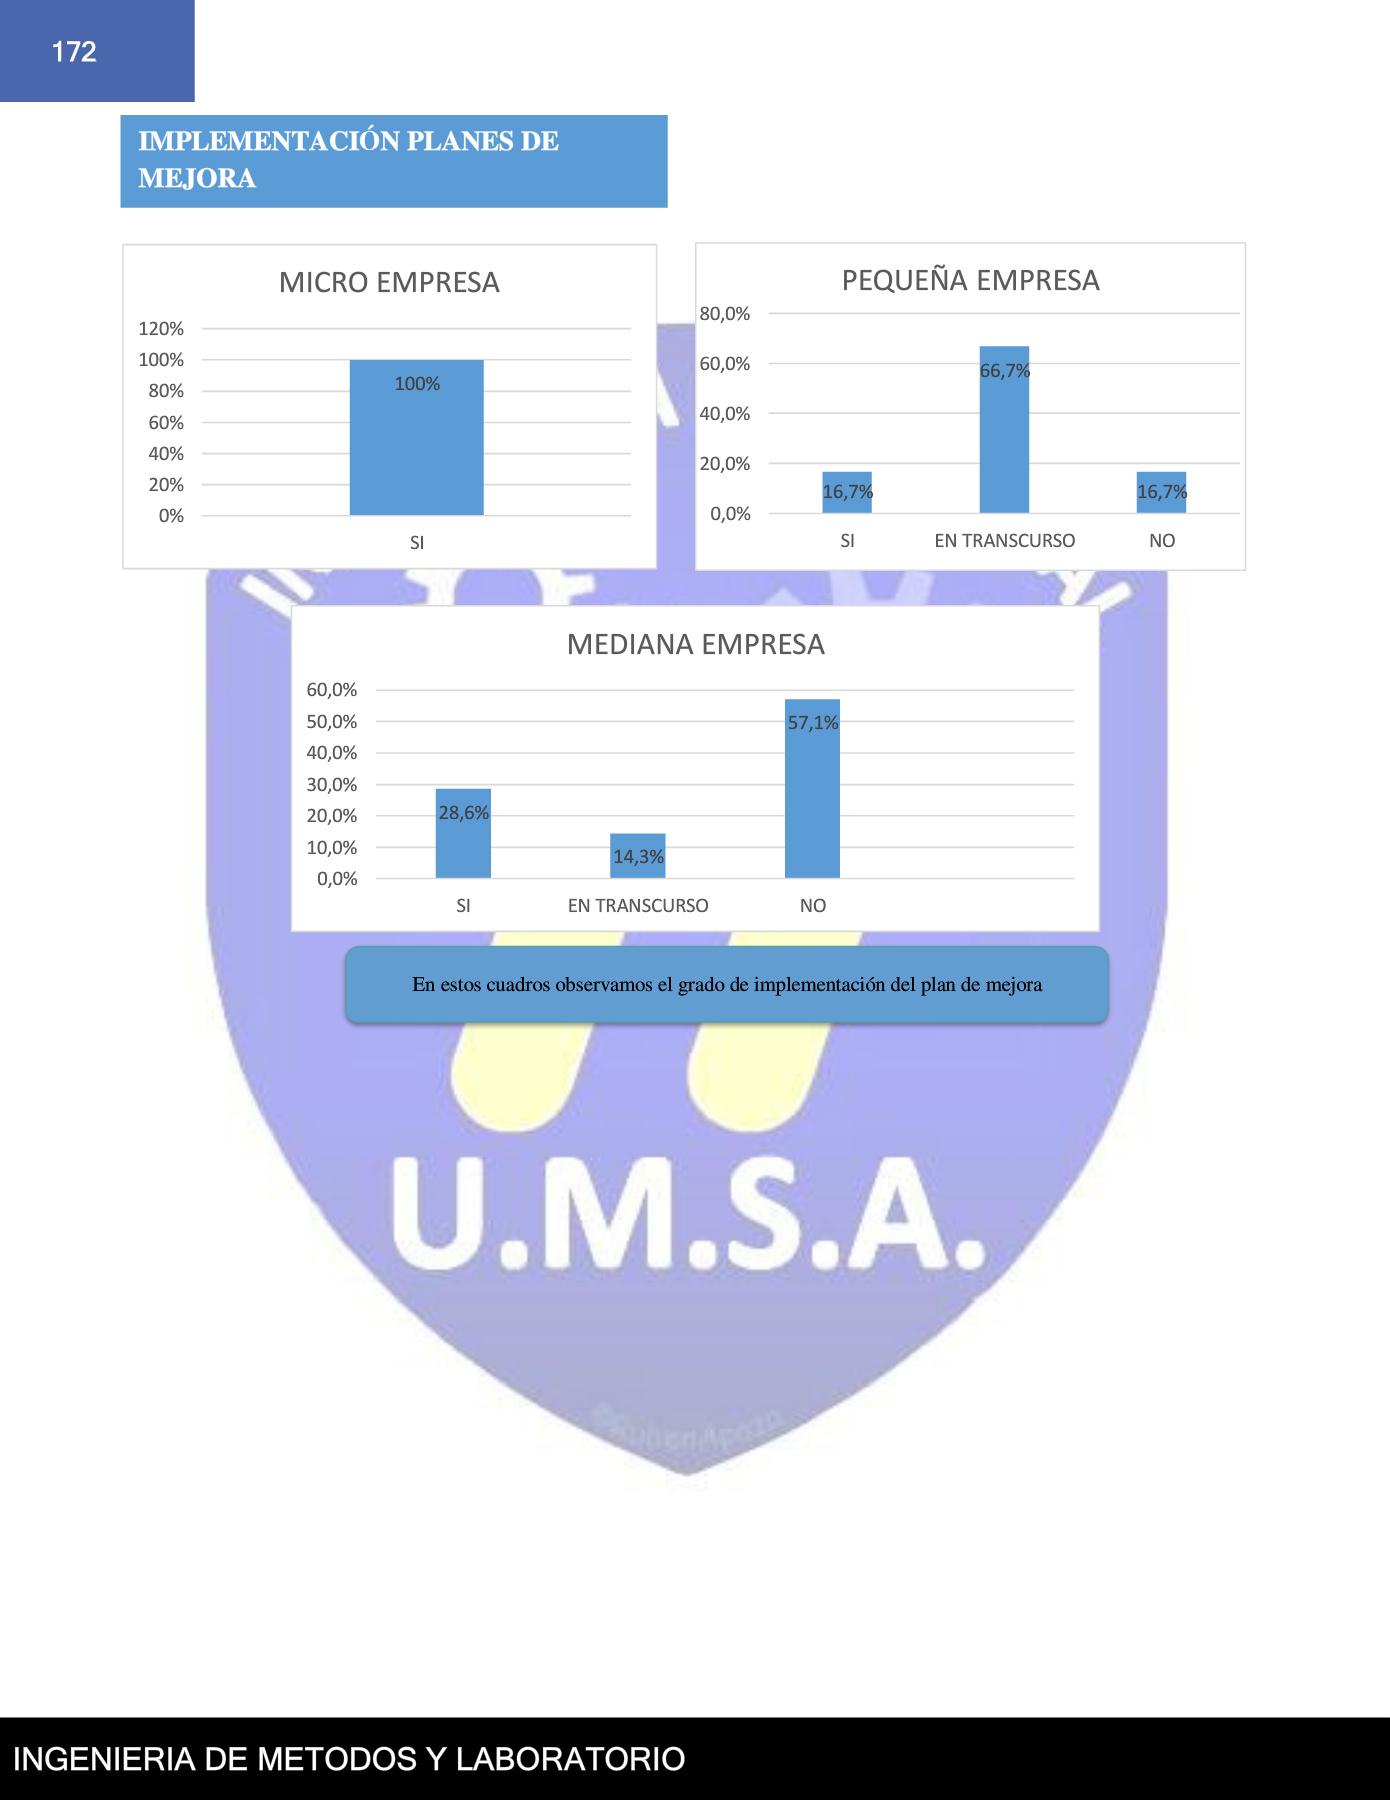 172
IMPLEMENTACIÓN PLANES DE
MEJORA
MICRO EMPRESA
120%
100%
80%
60%
40%
20%
0%
100%
SI
PEQUEÑA EMPRESA
80,0%
60,0%
40,0%
20,0%
0,0%
16,7%
66,7%
16,7%
SI EN TRANSCURSO NO
MEDIANA EMPRESA
60,0%
50,0%
40,0%
30,0%
20,0%
10,0%
0,0%
28,6%
14,3%
57,1%
SI EN TRANSCURSO NO
En estos cuadros observamos el grado de implementación del plan de mejora
U.M.S.A.
@RubenApaza
INGENIERIA DE METODOS Y LABORATORIO